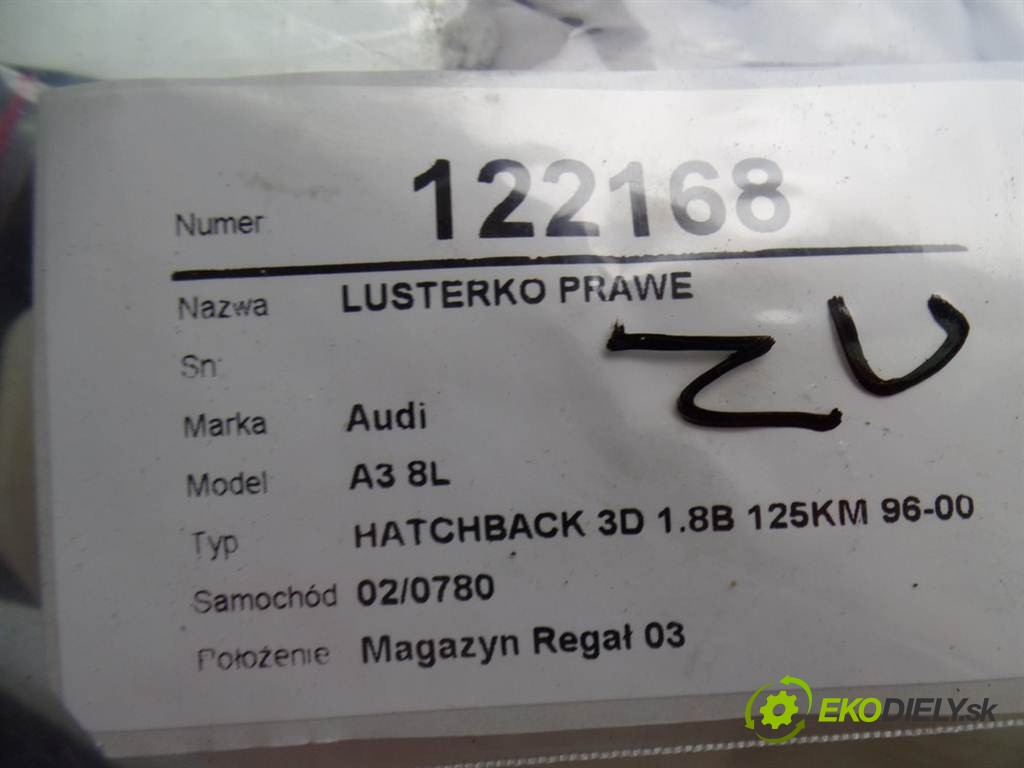 Numer 122168
Nazwa LUSTERKO PRAWE
Sn
Marka Audi
Model A3 8L
Typ HATCHBACK 3D 1.8B 125KM 96-00
Samochód 02/0780
Położenie Magazyn Regał 03
EKODIELY.sk